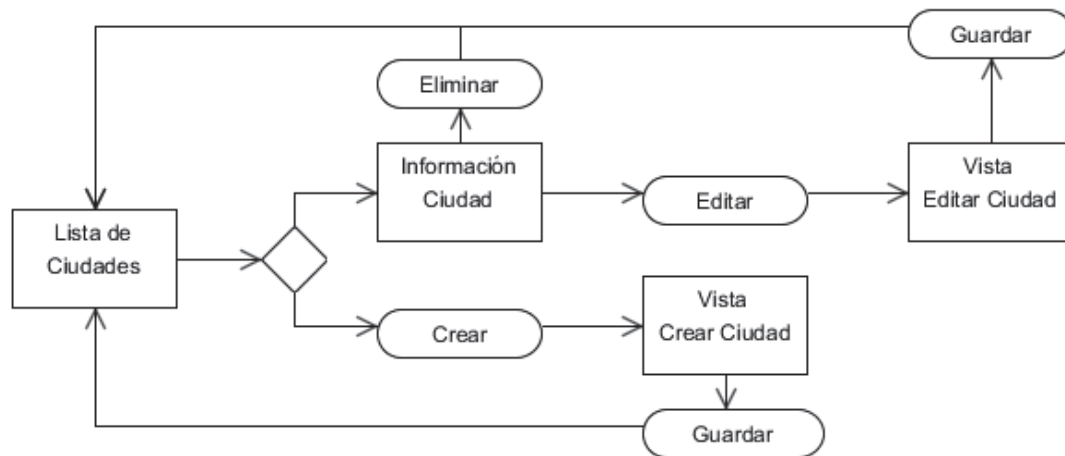 Guardar
Eliminar
Información
Ciudad
Editar
Vista
Editar Ciudad
Lista de
Ciudades
Crear
Vista
Crear Ciudad
Guardar